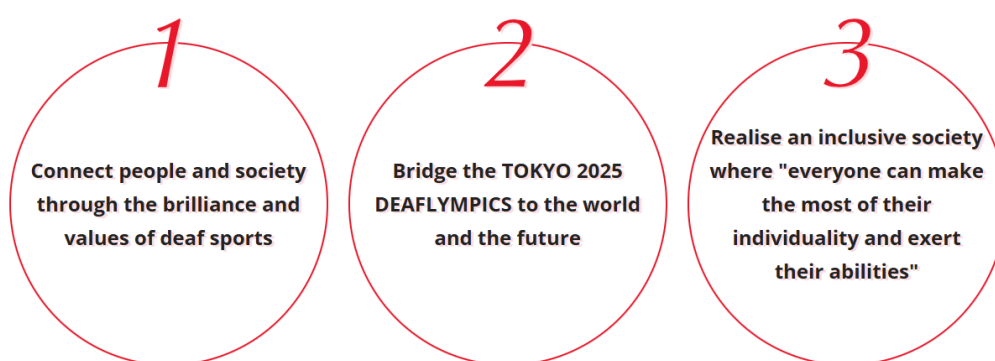 1
Connect people and society
through the brilliance and
values of deaf sports
2
Bridge the TOKYO 2025
DEAFLYMPICS to the world
and the future
3
Realise an inclusive society
where "everyone can make
the most of their
individuality and exert
their abilities"